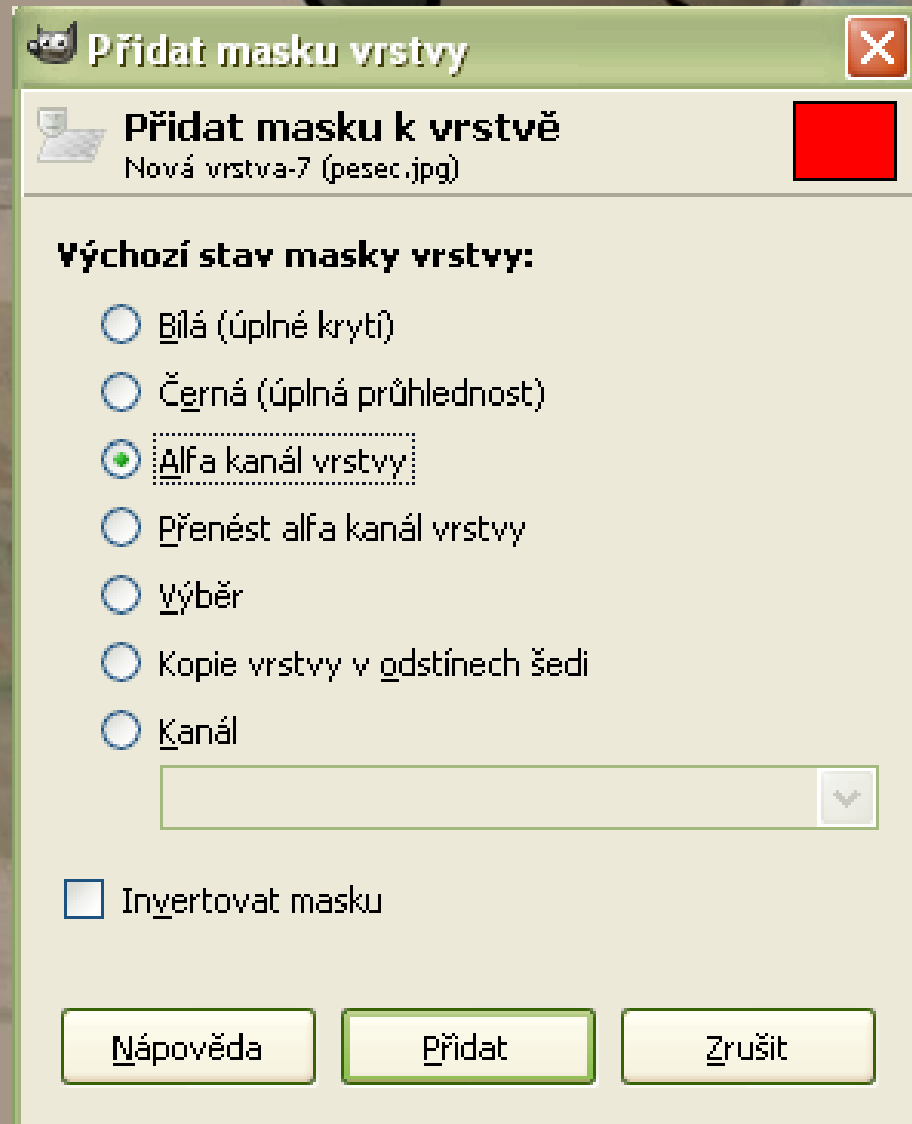 Přidat masku vrstvy
Přidat masku k vrstvě
Nová vrstva-7 (pesec.jpg)
Výchozí stav masky vrstvy:
Bílá (úplné krytí)
Černá (úplná průhlednost)
Alfa kanál vrstvy
Přenést alfa kanál vrstvy
Výběr
Kopie vrstvy v odstínech šedi
Kanál
Invertovat masku
Nápověda
Přidat
Zrušit